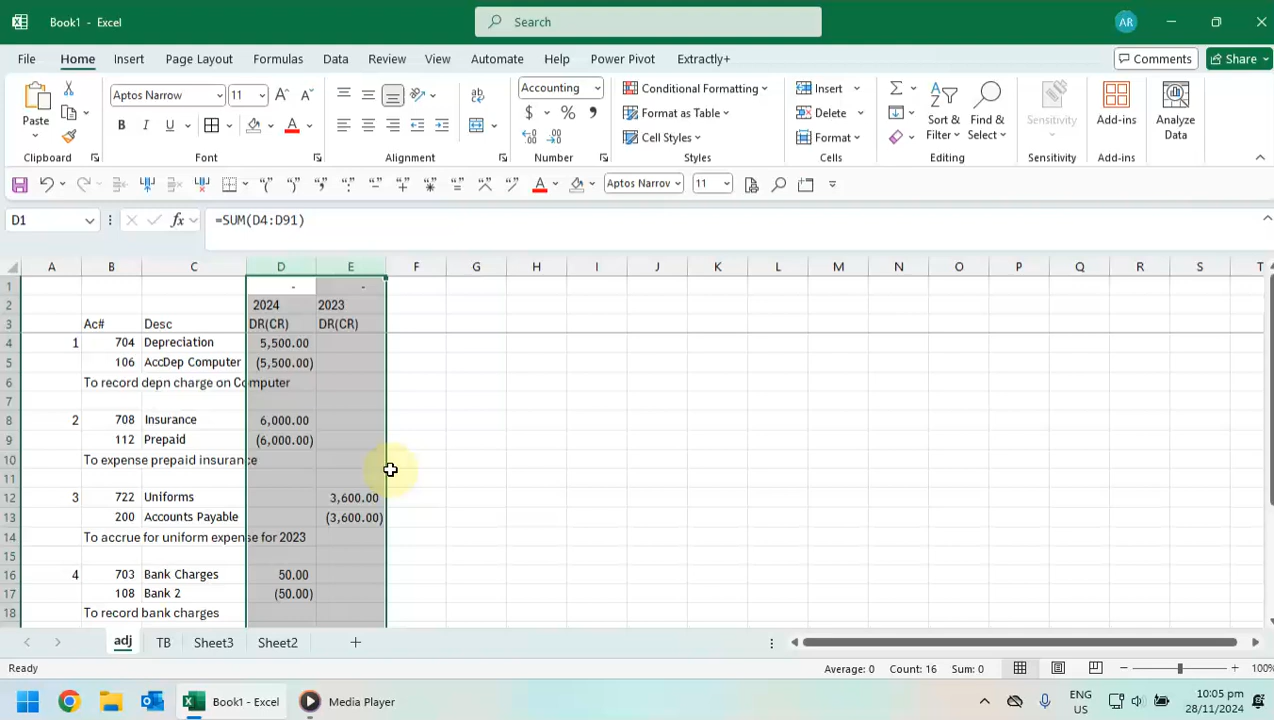 Book1 - Excel
Search
AR
File Home Insert Page Layout Formulas Data Review View Automate Help Power Pivot Extractly+ Comments Share
Paste
Aptos Narrow 11
B I U
Accounting
$ % 9
Conditional Formatting
Format as Table
Cell Styles
Insert
Delete
Format
Sort & Filter
Find & Select
Sensitivity
Add-ins
Analyze Data
Clipboard Font Alignment Number Styles Cells Editing Sensitivity Add-ins
Aptos Narrov 11
D1 fx =SUM(D4:D91)
A B C D E F G H I J K L M N O P Q R S T
1 - -
2 2024 2023
3 Ac# Desc DR(CR) DR(CR)
4 1 704 Depreciation 5,500.00
5 106 AccDep Computer (5,500.00)
6 To record depn charge on Computer
7
8 2 708 Insurance 6,000.00
9 112 Prepaid (6,000.00)
10 To expense prepaid insurance
11
12 3 722 Uniforms 3,600.00
13 200 Accounts Payable (3,600.00)
14 To accrue for uniform expense for 2023
15
16 4 703 Bank Charges 50.00
17 108 Bank 2 (50.00)
18 To record bank charges
adj TB Sheet3 Sheet2
Ready Average: 0 Count: 16 Sum: 0 100%
Book1 - Excel Media Player ENG US 10:05 pm 28/11/2024